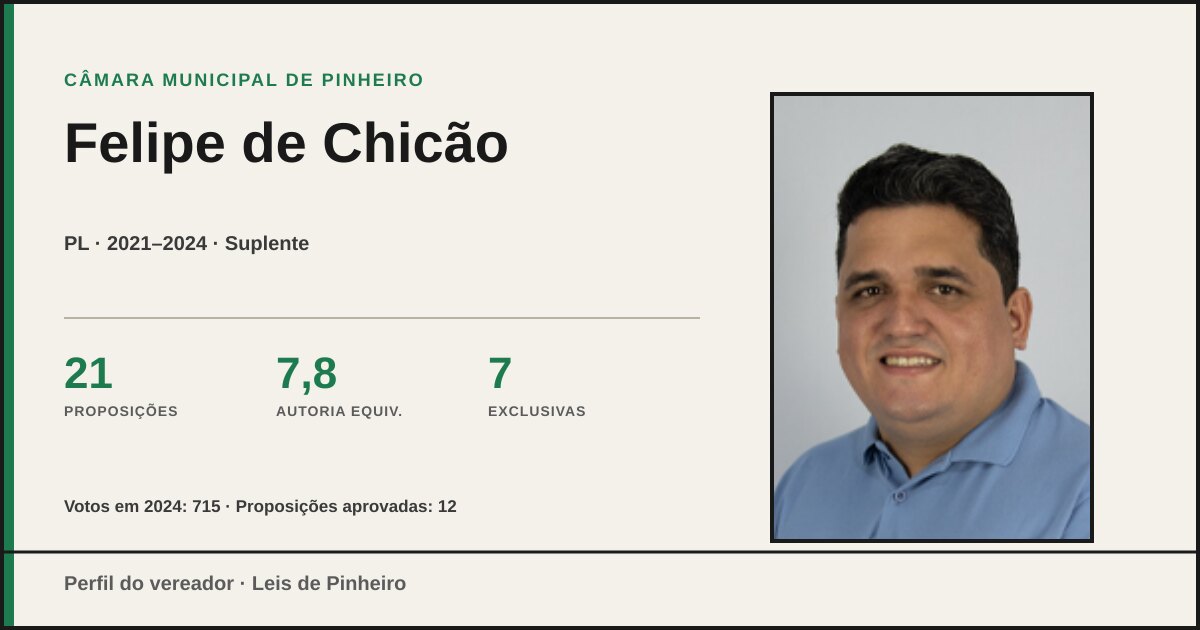 CÂMARA MUNICIPAL DE PINHEIRO
Felipe de Chicão
PL · 2021–2024 · Suplente
21
PROPOSIÇÕES
7,8
AUTORIA EQUIV.
7
EXCLUSIVAS
Votos em 2024: 715 · Proposições aprovadas: 12
Perfil do vereador · Leis de Pinheiro